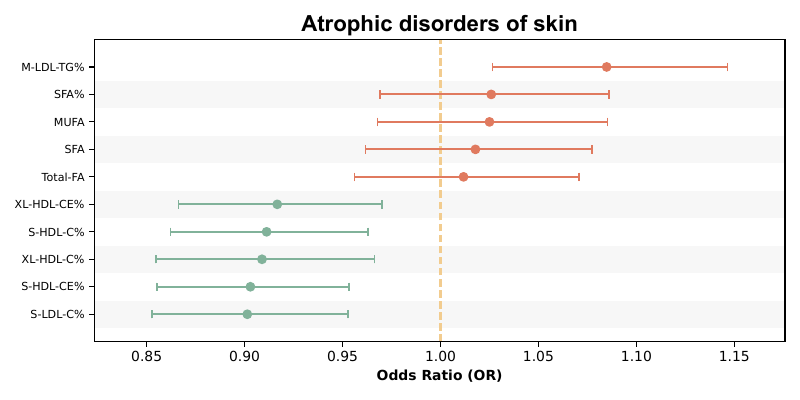 Atrophic disorders of skin
M-LDL-TG%
SFA%
MUFA
SFA
Total-FA
XL-HDL-CE%
S-HDL-C%
XL-HDL-C%
S-HDL-CE%
S-LDL-C%
0.85 0.90 0.95 1.00 1.05 1.10 1.15
Odds Ratio (OR)